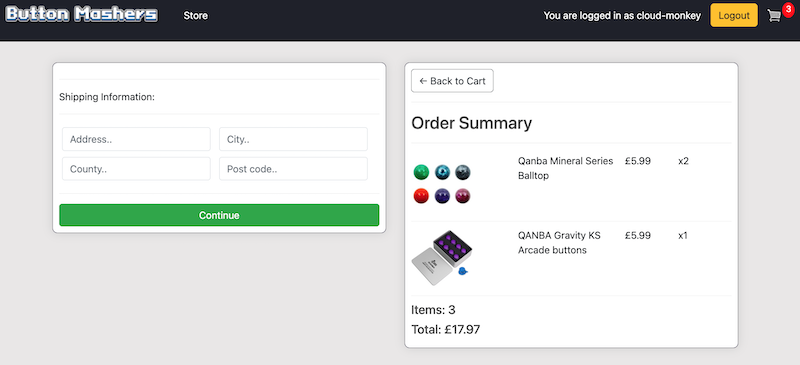 Button Mashers
Store
You are logged in as cloud-monkey
Logout
3
Shipping Information:
Address..
City..
County..
Post code..
Continue
← Back to Cart
Order Summary
Qanba Mineral Series
Balltop
£5.99
x2
QANBA Gravity KS
Arcade buttons
£5.99
x1
Items: 3
Total: £17.97